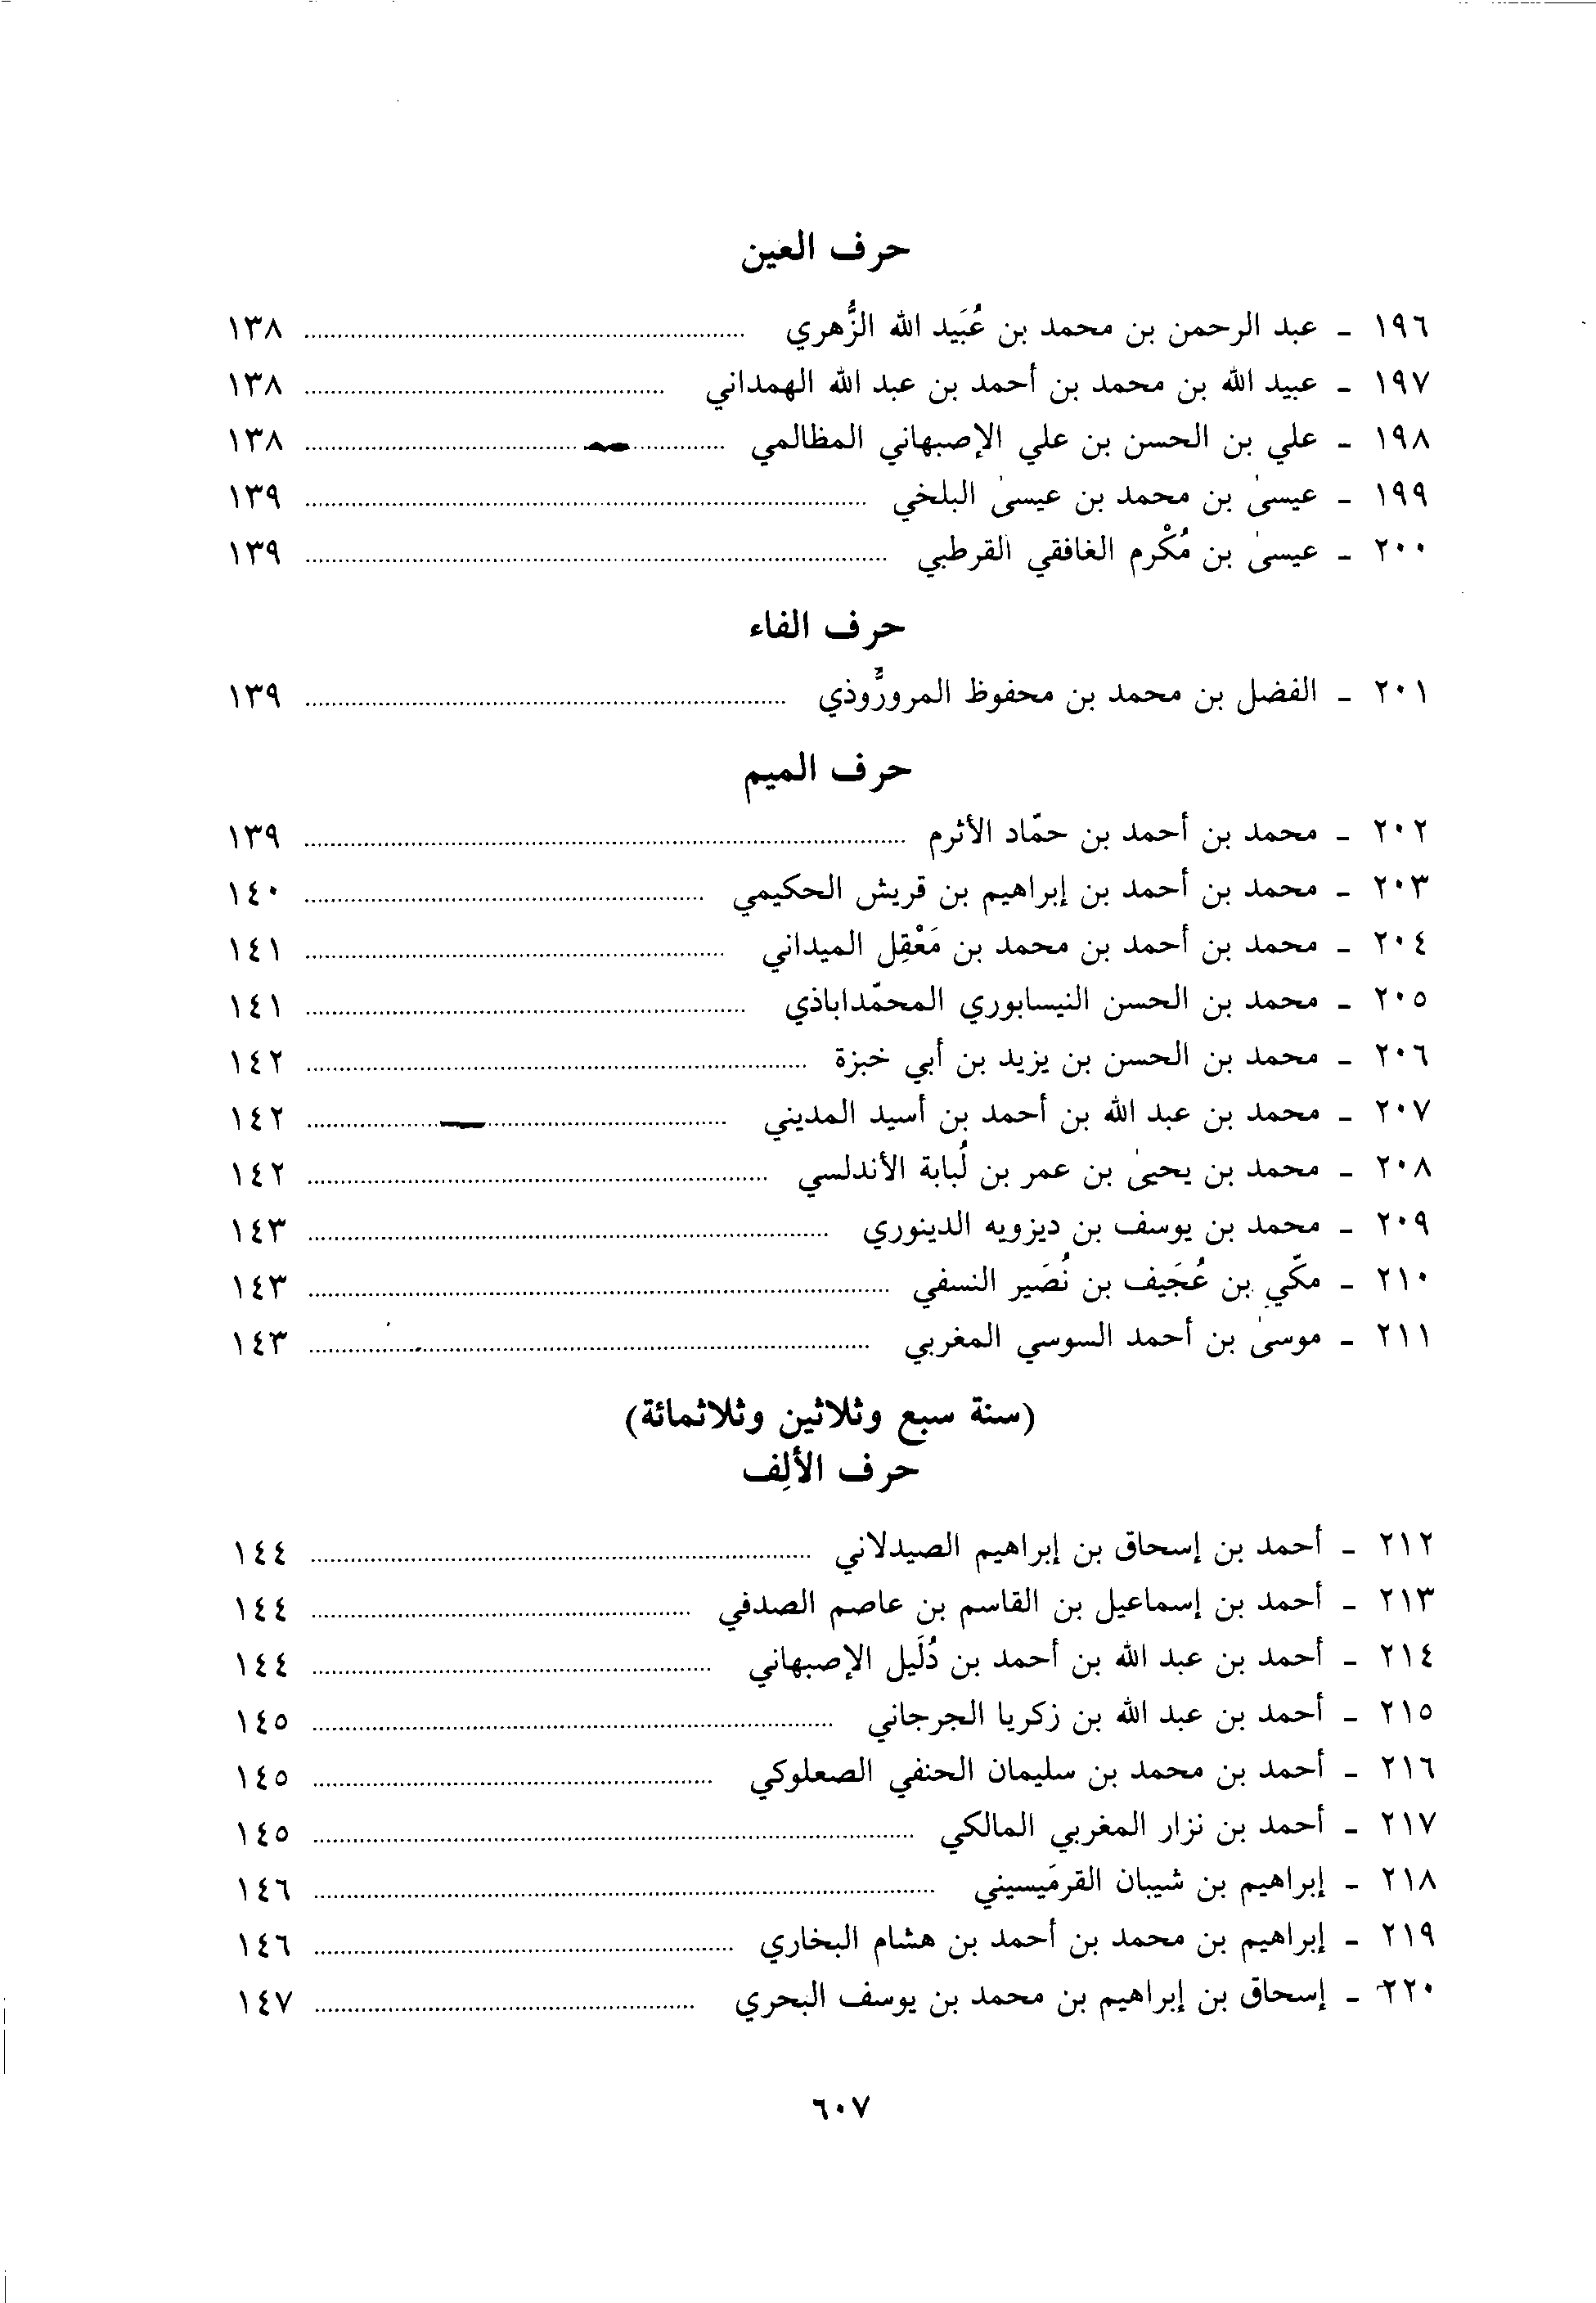 حرف العين
١٩٦ - عبد الرحمن بن محمد بن عُبَيد الله الزُّهري ........ ١٣٨
١٩٧ - عبيد الله بن محمد بن أحمد بن عبد الله الهمداني ........ ١٣٨
١٩٨ - علي بن الحسن بن علي الإصبهاني المظالمي ........ ١٣٨
١٩٩ - عيسىٰ بن محمد بن عيسىٰ البلخي ........ ١٣٩
٢٠٠ - عيسىٰ بن مُكْرم الغافقي القرطبي ........ ١٣٩
حرف الفاء
٢٠١ - الفضل بن محمد بن محفوظ المرورُّوذي ........ ١٣٩
حرف الميم
٢٠٢ - محمد بن أحمد بن حمّاد الأثرم ........ ١٣٩
٢٠٣ - محمد بن أحمد بن إبراهيم بن قريش الحكيمي ........ ١٤٠
٢٠٤ - محمد بن أحمد بن محمد بن مَعْقِل الميداني ........ ١٤١
٢٠٥ - محمد بن الحسن النيسابوري المحمّداباذي ........ ١٤١
٢٠٦ - محمد بن الحسن بن يزيد بن أبي خبزة ........ ١٤٢
٢٠٧ - محمد بن عبد الله بن أحمد بن أسيد المديني ........ ١٤٢
٢٠٨ - محمد بن يحيىٰ بن عمر بن لُبابة الأندلسي ........ ١٤٢
٢٠٩ - محمد بن يوسف بن ديزويه الدينوري ........ ١٤٣
٢١٠ - مكّي بن عُجَيف بن نُصَير النسفي ........ ١٤٣
٢١١ - موسىٰ بن أحمد السوسي المغربي ........ ١٤٣
(سنة سبع وثلاثين وثلاثمائة)
حرف الألِف
٢١٢ - أحمد بن إسحاق بن إبراهيم الصيدلاني ........ ١٤٤
٢١٣ - أحمد بن إسماعيل بن القاسم بن عاصم الصدفي ........ ١٤٤
٢١٤ - أحمد بن عبد الله بن أحمد بن دُلَيل الإصبهاني ........ ١٤٤
٢١٥ - أحمد بن عبد الله بن زكريا الجرجاني ........ ١٤٥
٢١٦ - أحمد بن محمد بن سليمان الحنفي الصعلوكي ........ ١٤٥
٢١٧ - أحمد بن نزار المغربي المالكي ........ ١٤٥
٢١٨ - إبراهيم بن شيبان القرمَيسيني ........ ١٤٦
٢١٩ - إبراهيم بن محمد بن أحمد بن هشام البخاري ........ ١٤٦
٢٢٠ - إسحاق بن إبراهيم بن محمد بن يوسف البحري ........ ١٤٧
٦٠٧